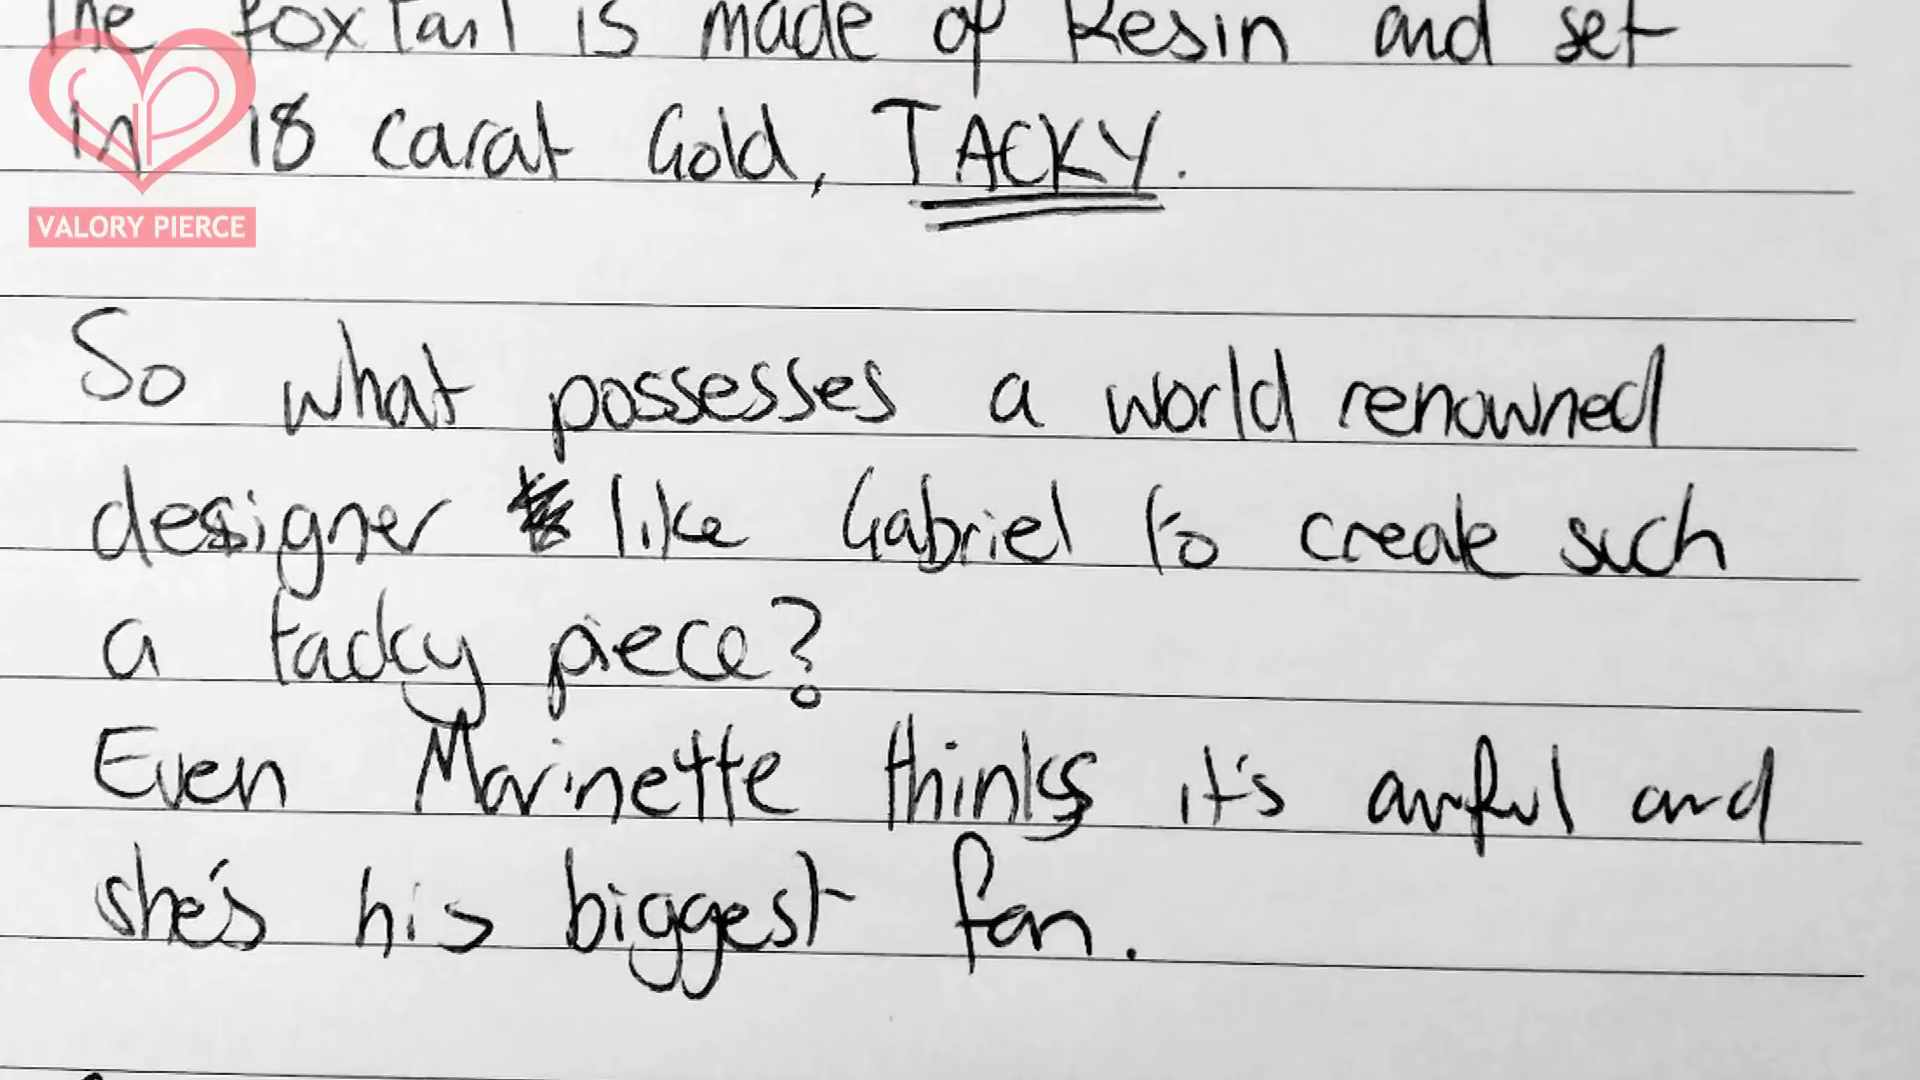 The foxtail is made of Resin and set
in 18 carat Gold, TACKY.
VALORY PIERCE
So what possesses a world renowned
designer like Gabriel to create such
a tacky piece?
Even Marinette thinks it's awful and
she's his biggest fan.